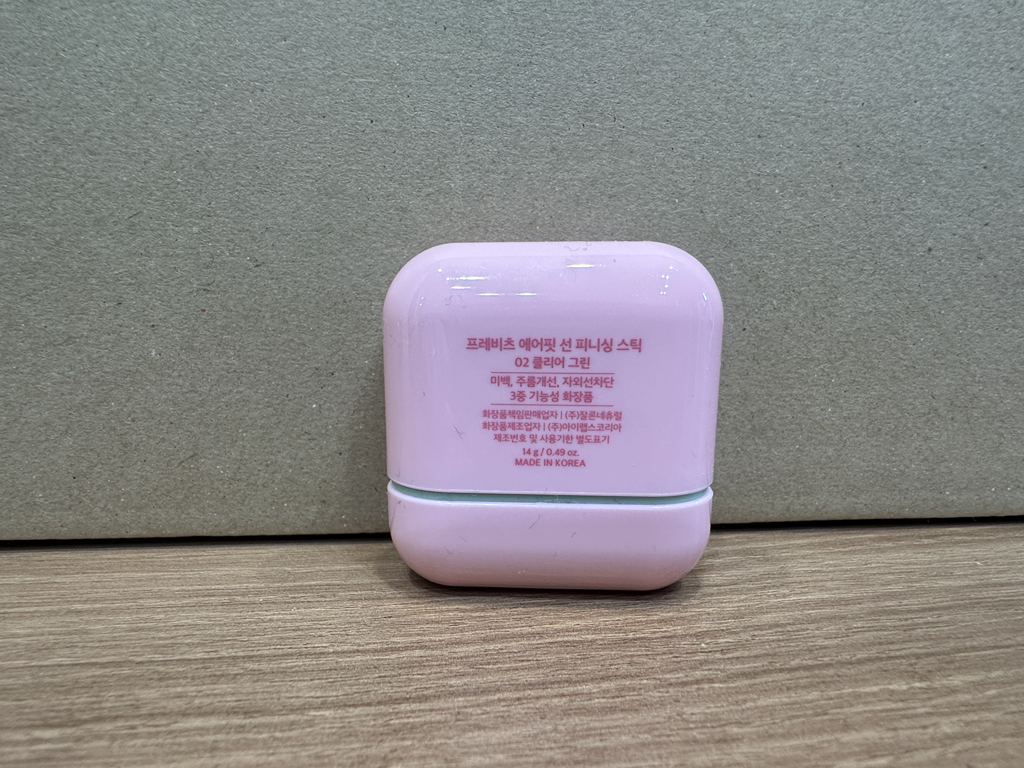 프레비츠 에어핏 선 피니싱 스틱
02 클리어 그린
미백, 주름개선, 자외선차단
3중 기능성 화장품
화장품책임판매업자 | (주)잘론네츄럴
화장품제조업자 | (주)아이랩스코리아
제조번호 및 사용기한 별도표기
14 g / 0.49 oz.
MADE IN KOREA